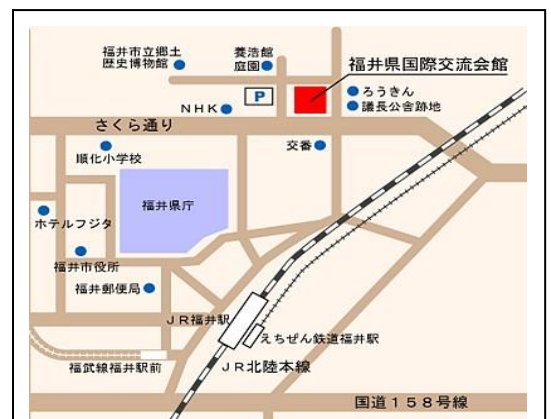 福井市立郷土
歴史博物館
養浩館
庭園
福井県国際交流会館
P
ろうきん
議長公舎跡地
NHK
さくら通り
交番
順化小学校
福井県庁
ホテルフジタ
福井市役所
福井郵便局
JR福井駅
えちぜん鉄道福井駅
福武線福井駅前
JR北陸本線
国道158号線